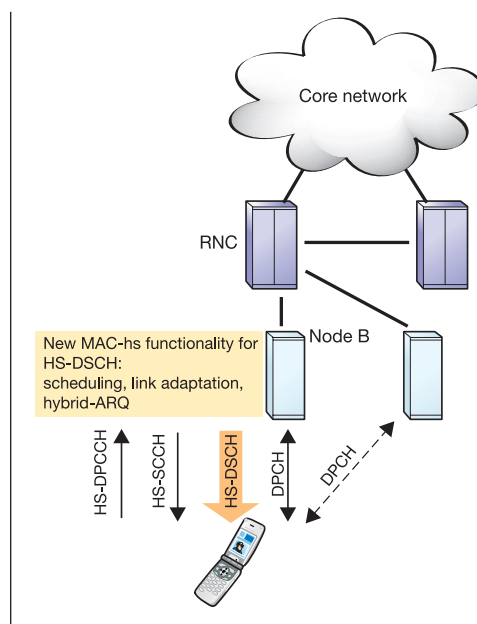 Core network
RNC
Node B
New MAC-hs functionality for
HS-DSCH:
scheduling, link adaptation,
hybrid-ARQ
HS-DPCCH
HS-SCCH
HS-DSCH
DPCH
DPCH